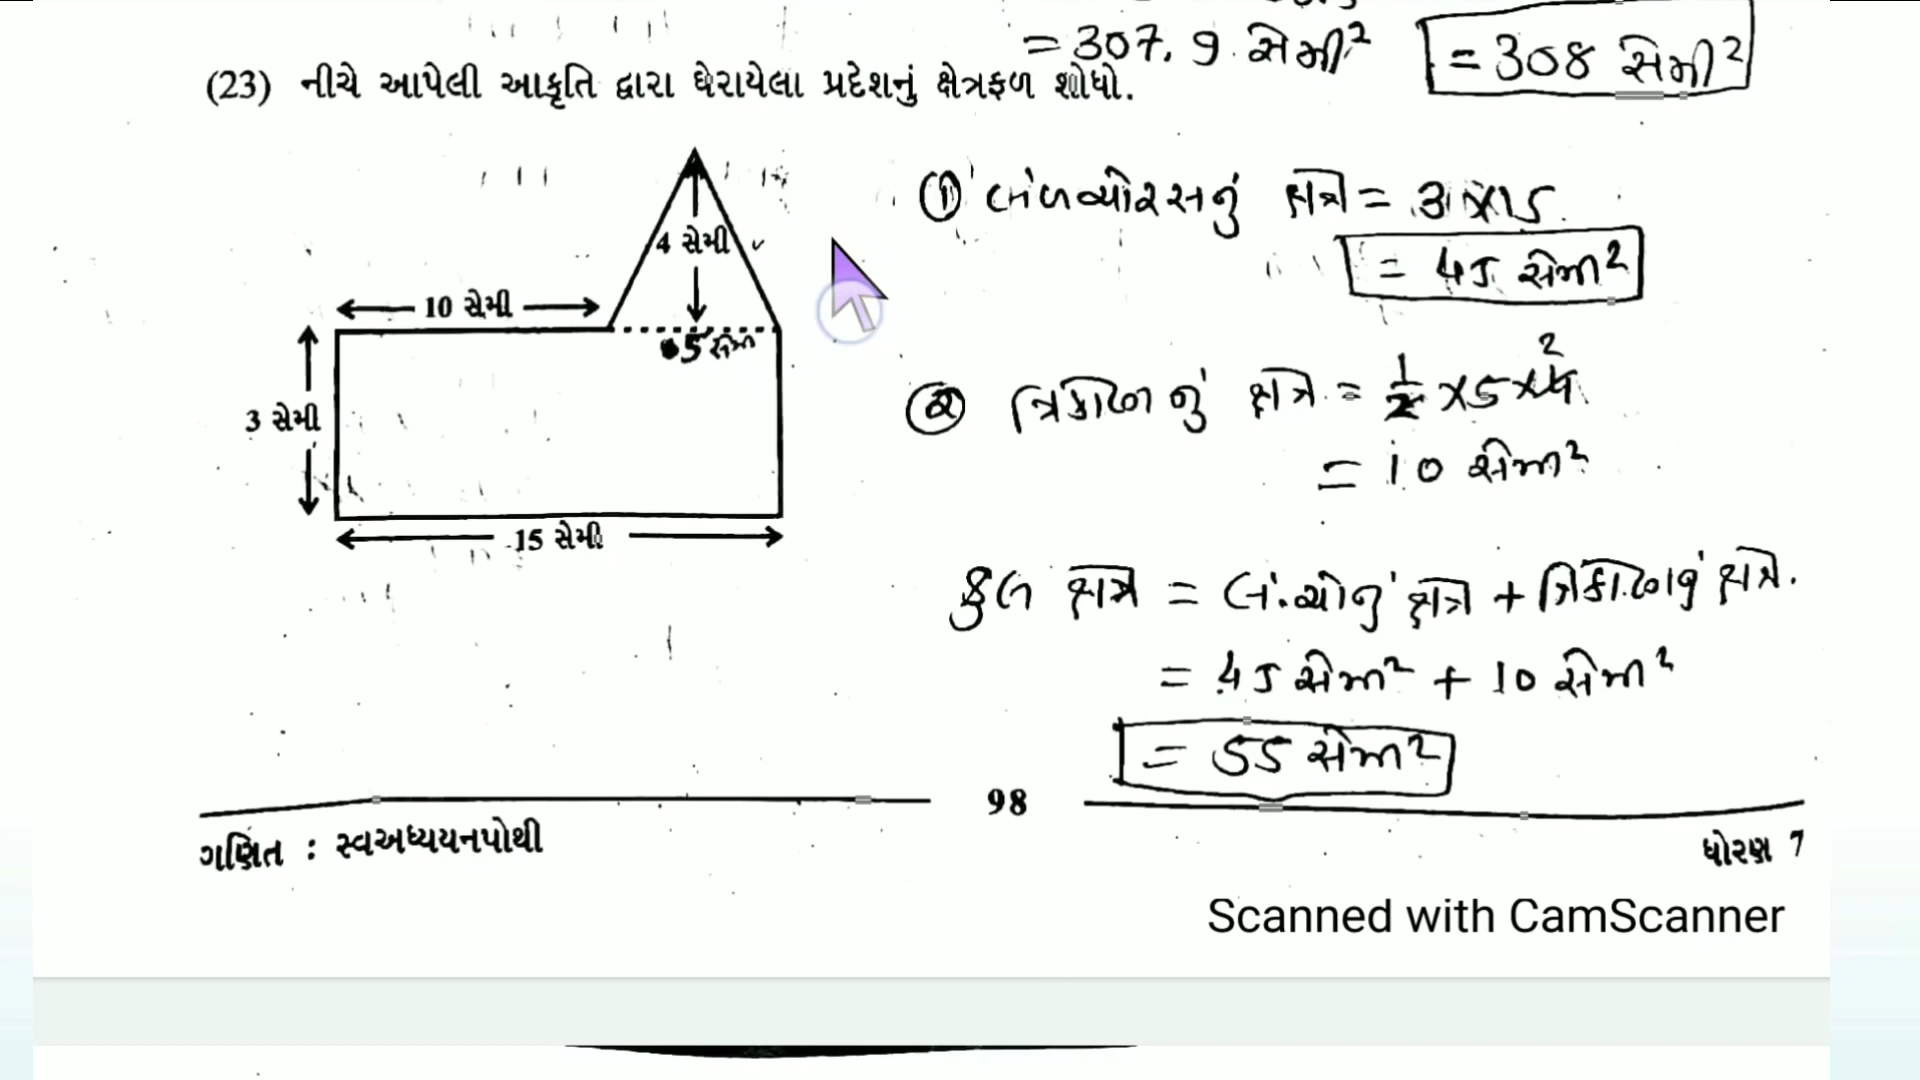 = 307.9 સેમી² = 308 સેમી²
(23) નીચે આપેલી આકૃતિ દ્વારા ઘેરાયેલા પ્રદેશનું ક્ષેત્રફળ શોધો.
4 સેમી
10 સેમી
5 સેમી
3 સેમી
15 સેમી
① લંબચોરસનું ક્ષેત્ર = 3 × 15
= 45 સેમી²
② ત્રિકોણનું ક્ષેત્ર. = 1/2 × 5 × 4 2
= 10 સેમી²
કુલ ક્ષેત્ર = લં.ચોનું ક્ષેત્ર + ત્રિકોણનું ક્ષેત્ર.
= 45 સેમી² + 10 સેમી²
= 55 સેમી²
98
ગણિત : સ્વઅધ્યયનપોથી
ધોરણ 7
Scanned with CamScanner